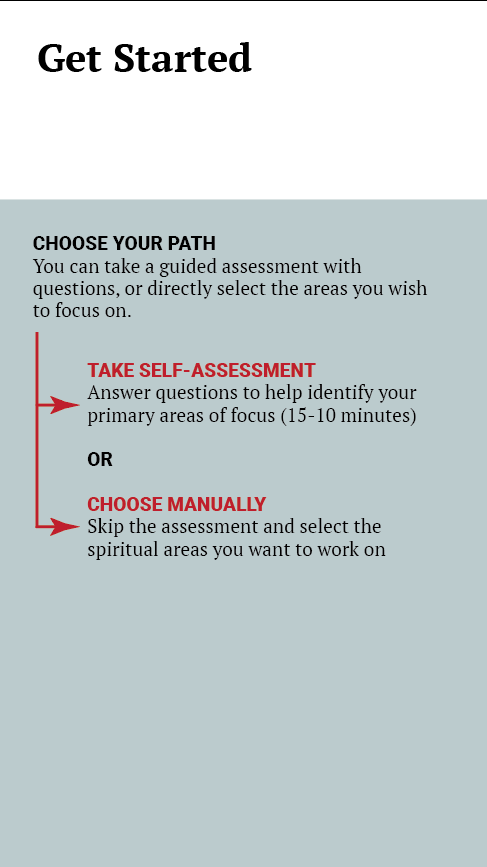 Get Started
CHOOSE YOUR PATH
You can take a guided assessment with
questions, or directly select the areas you wish
to focus on.
TAKE SELF-ASSESSMENT
Answer questions to help identify your
primary areas of focus (15-10 minutes)
OR
CHOOSE MANUALLY
Skip the assessment and select the
spiritual areas you want to work on